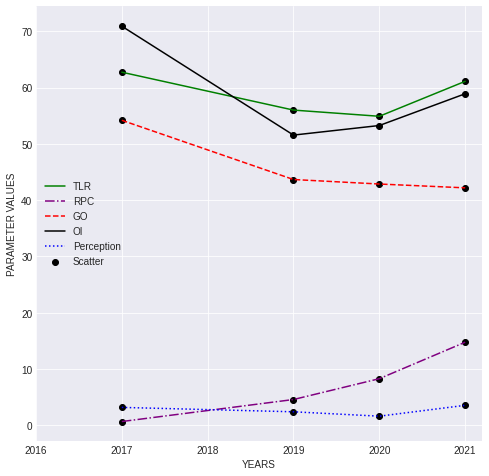 70
60
50
40
30
20
10
0
PARAMETER VALUES
TLR
RPC
GO
OI
Perception
Scatter
2016 2017 2018 2019 2020 2021
YEARS